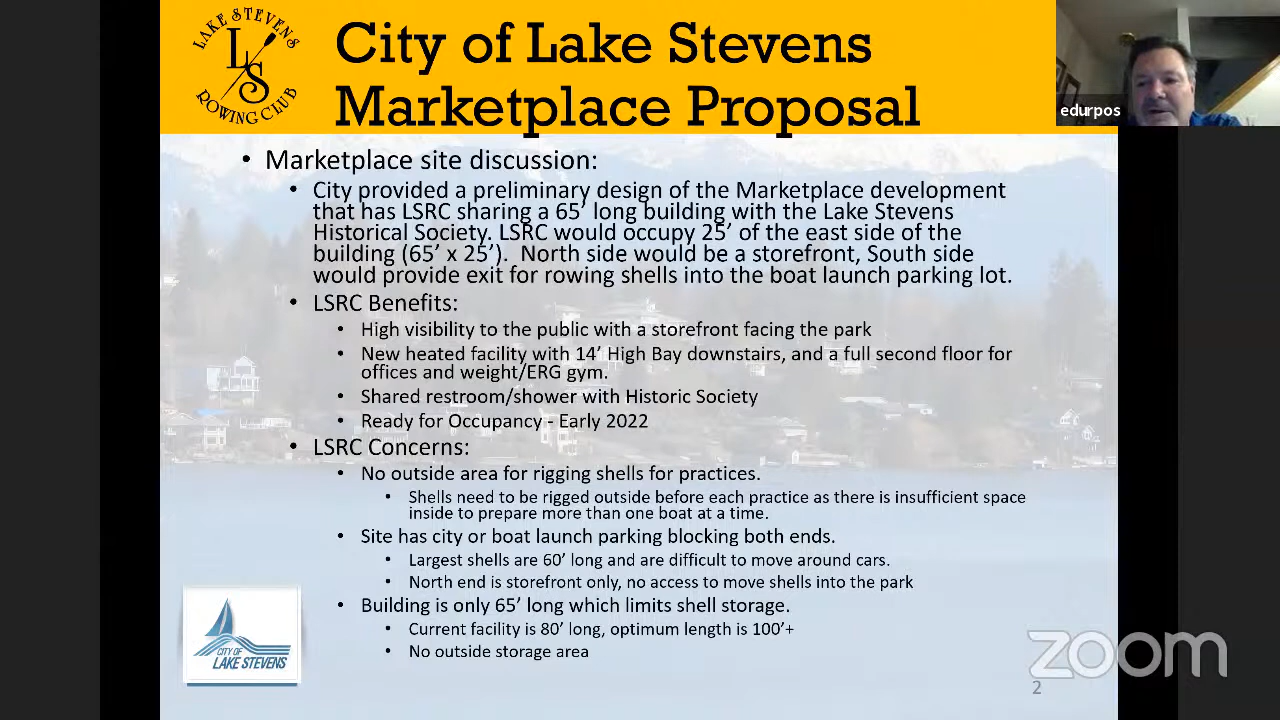 LAKE STEVENS
LS
ROWING CLUB
City of Lake Stevens
Marketplace Proposal
edurpos
• Marketplace site discussion:
• City provided a preliminary design of the Marketplace development
that has LSRC sharing a 65’ long building with the Lake Stevens
Historical Society. LSRC would occupy 25’ of the east side of the
building (65’ x 25’).  North side would be a storefront, South side
would provide exit for rowing shells into the boat launch parking lot.
• LSRC Benefits:
• High visibility to the public with a storefront facing the park
• New heated facility with 14’ High Bay downstairs, and a full second floor for
offices and weight/ERG gym.
• Shared restroom/shower with Historic Society
• Ready for Occupancy - Early 2022
• LSRC Concerns:
• No outside area for rigging shells for practices.
• Shells need to be rigged outside before each practice as there is insufficient space
inside to prepare more than one boat at a time.
• Site has city or boat launch parking blocking both ends.
• Largest shells are 60’ long and are difficult to move around cars.
• North end is storefront only, no access to move shells into the park
• Building is only 65’ long which limits shell storage.
• Current facility is 80’ long, optimum length is 100’+
• No outside storage area
CITY OF
LAKE STEVENS
zoom
2